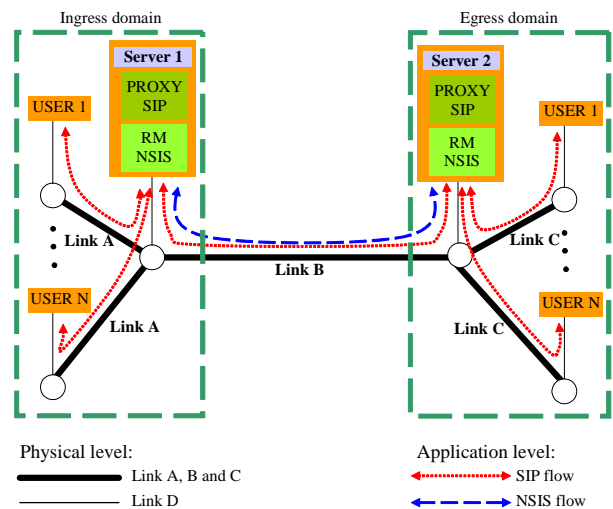 Ingress domain
Egress domain
Server 1
PROXY
SIP
RM
NSIS
USER 1
Link A
USER N
Link A
Link B
Server 2
PROXY
SIP
RM
NSIS
USER 1
Link C
USER N
Link C
Physical level:
Link A, B and C
Link D
Application level:
SIP flow
NSIS flow